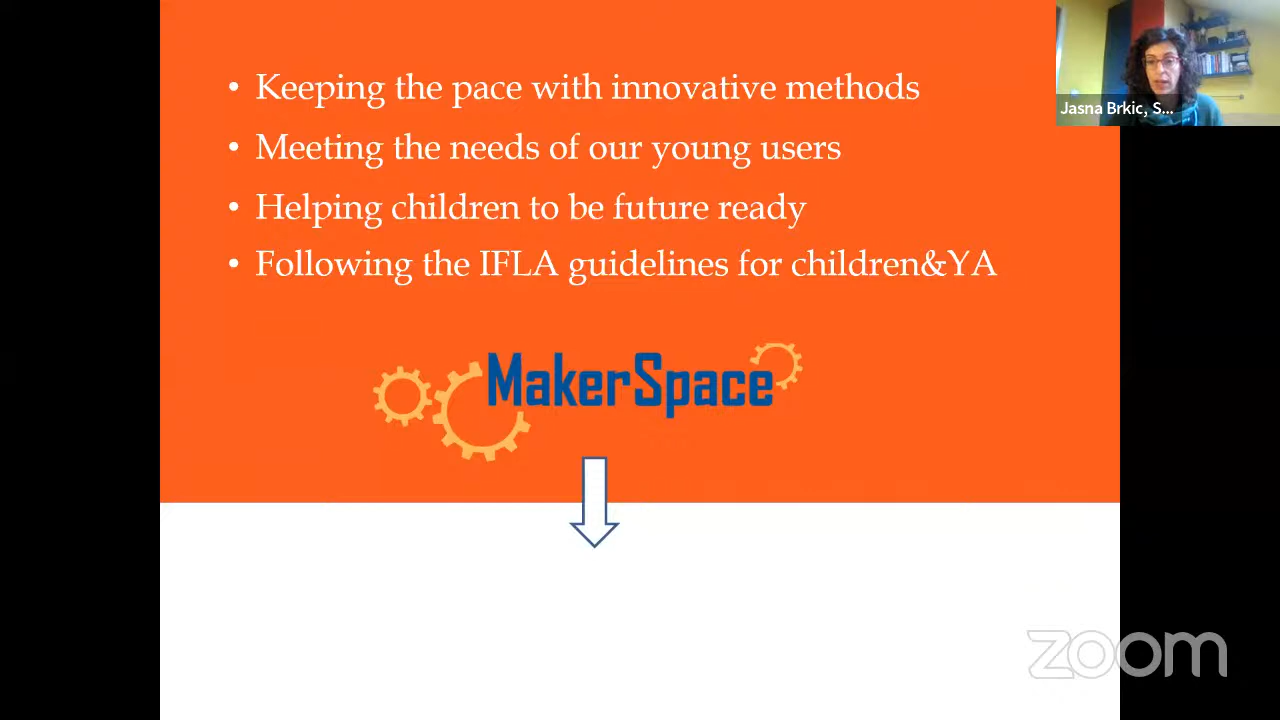 • Keeping the pace with innovative methods
• Meeting the needs of our young users
• Helping children to be future ready
• Following the IFLA guidelines for children&YA
Jasna Brkic, S...
MakerSpace
zoom